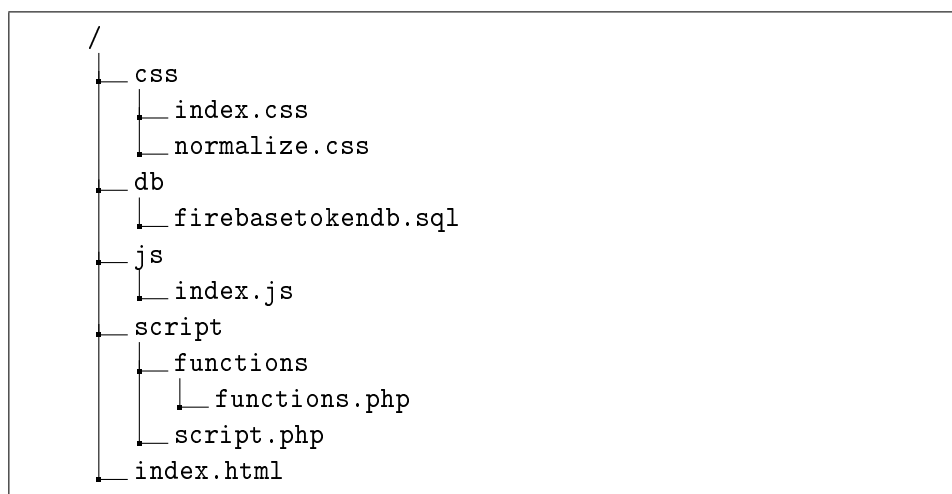 /
css
index.css
normalize.css
db
firebasetokendb.sql
js
index.js
script
functions
functions.php
script.php
index.html